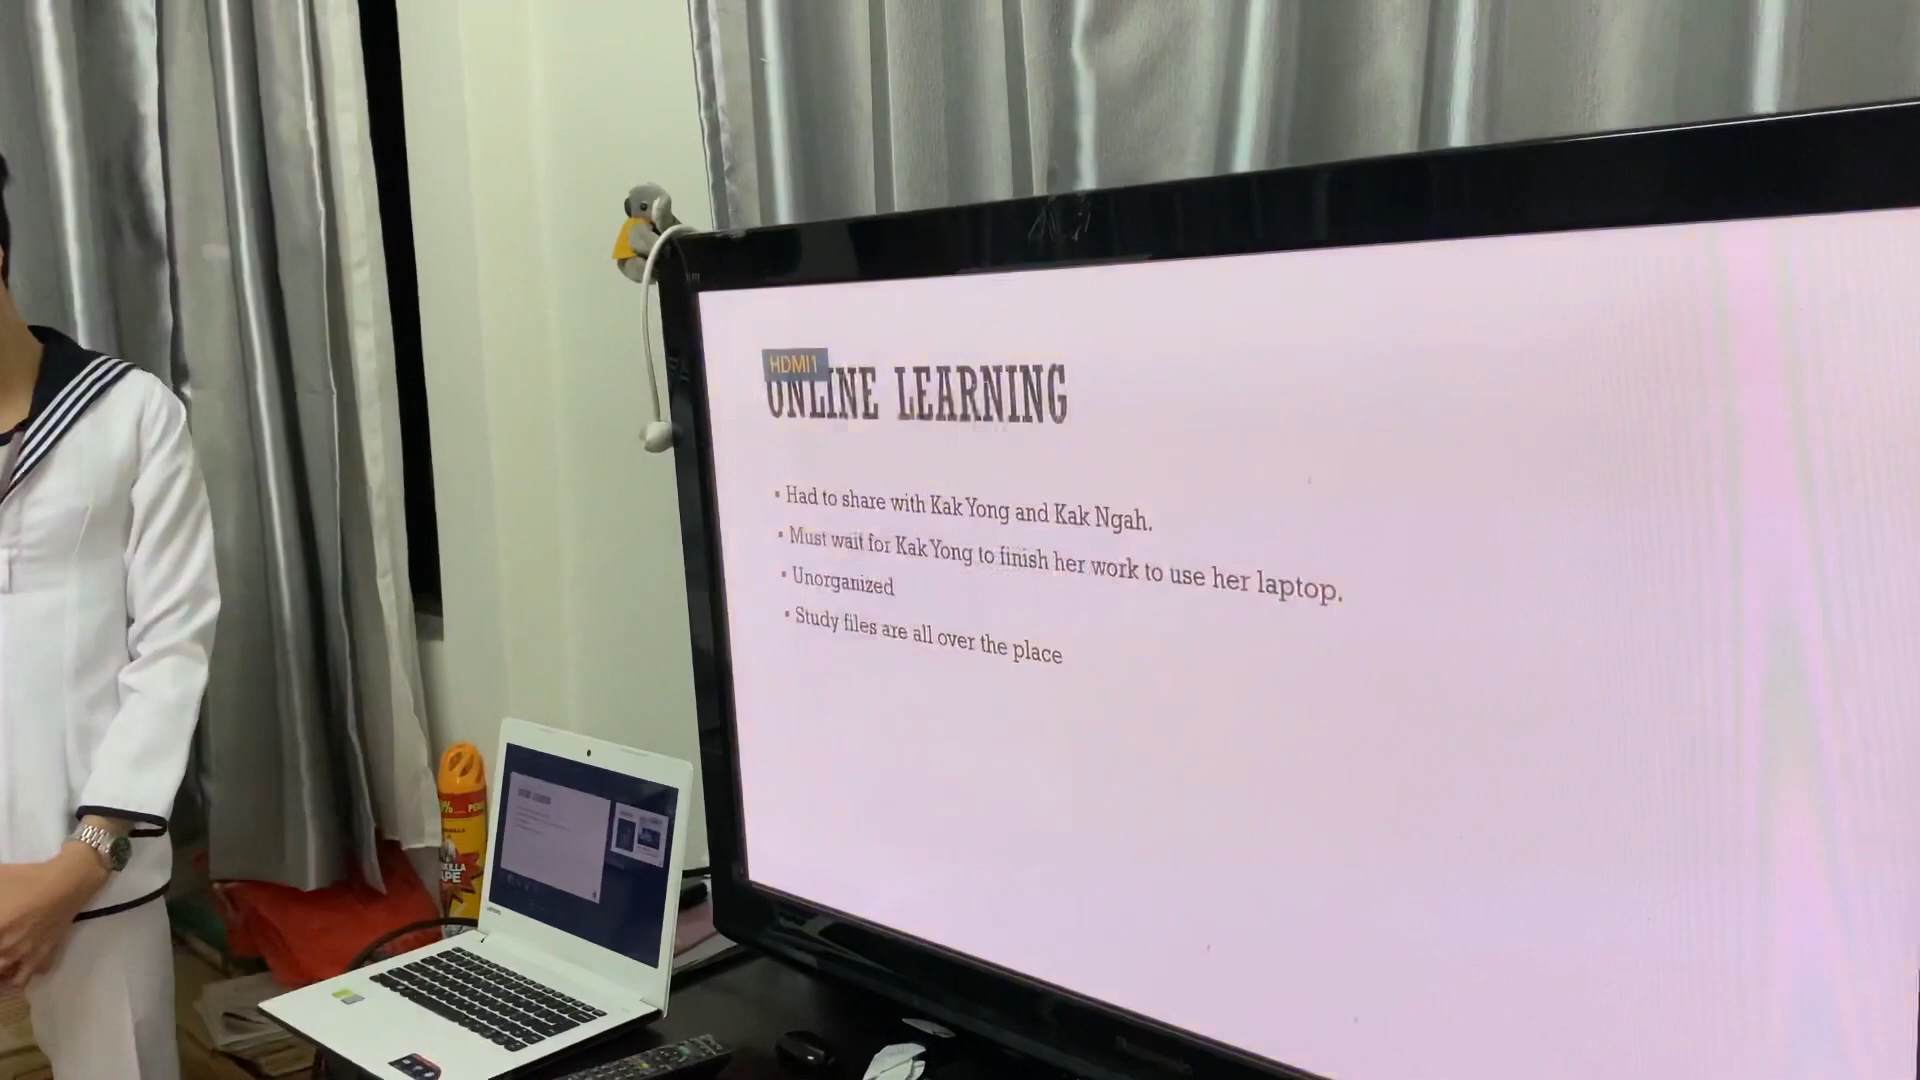 HDMI1
ONLINE LEARNING
▪ Had to share with Kak Yong and Kak Ngah.
▪ Must wait for Kak Yong to finish her work to use her laptop.
▪ Unorganized
▪ Study files are all over the place